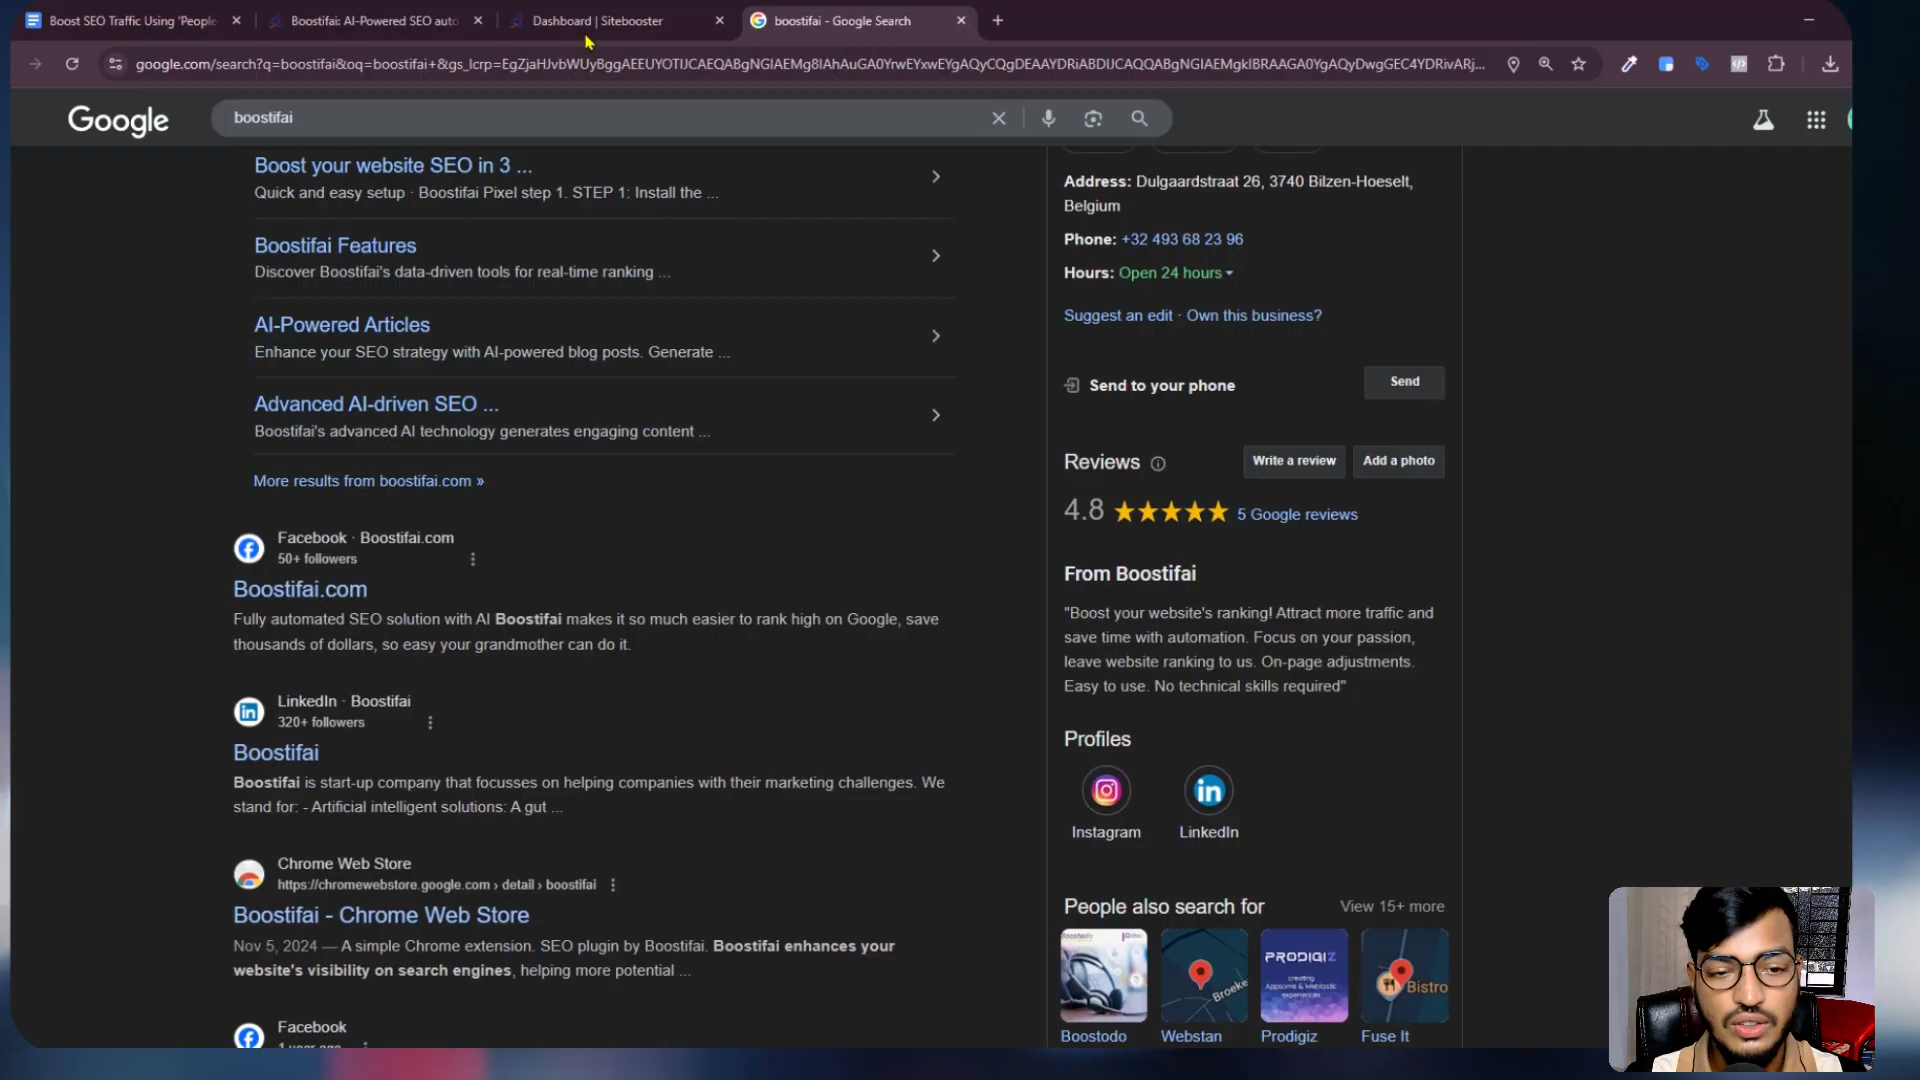 Boost SEO Traffic Using 'People
Boostifai: AI-Powered SEO auto
Dashboard | Sitebooster
boostifai - Google Search
google.com/search?q=boostifai&oq=boostifai+&gs_lcrp=
Google
boostifai
Boost your website SEO in 3 ...
Quick and easy setup · Boostifai Pixel step 1. STEP 1: Install the ...
Boostifai Features
Discover Boostifai's data-driven tools for real-time ranking ...
AI-Powered Articles
Enhance your SEO strategy with AI-powered blog posts. Generate ...
Advanced AI-driven SEO ...
Boostifai's advanced AI technology generates engaging content ...
More results from boostifai.com »
Facebook · Boostifai.com
50+ followers
Boostifai.com
Fully automated SEO solution with AI Boostifai makes it so much easier to rank high on Google, save
thousands of dollars, so easy your grandmother can do it.
LinkedIn · Boostifai
320+ followers
Boostifai
Boostifai is start-up company that focusses on helping companies with their marketing challenges. We
stand for: - Artificial intelligent solutions: A gut ...
Chrome Web Store
https://chromewebstore.google.com › detail › boostifai
Boostifai - Chrome Web Store
Nov 5, 2024 — A simple Chrome extension. SEO plugin by Boostifai. Boostifai enhances your
website's visibility on search engines, helping more potential ...
Facebook
1 year ago
Address: Dulgaardstraat 26, 3740 Bilzen-Hoeselt,
Belgium
Phone: +32 493 68 23 96
Hours: Open 24 hours
Suggest an edit · Own this business?
Send to your phone
Send
Reviews
Write a review
Add a photo
4.8
5 Google reviews
From Boostifai
"Boost your website's ranking! Attract more traffic and
save time with automation. Focus on your passion,
leave website ranking to us. On-page adjustments.
Easy to use. No technical skills required"
Profiles
Instagram
LinkedIn
People also search for
View 15+ more
Broeke
PRODIGIZ
creating
Appsome & Webtastic
experiences
Bistro
Boostodo
Webstan
Prodigiz
Fuse It